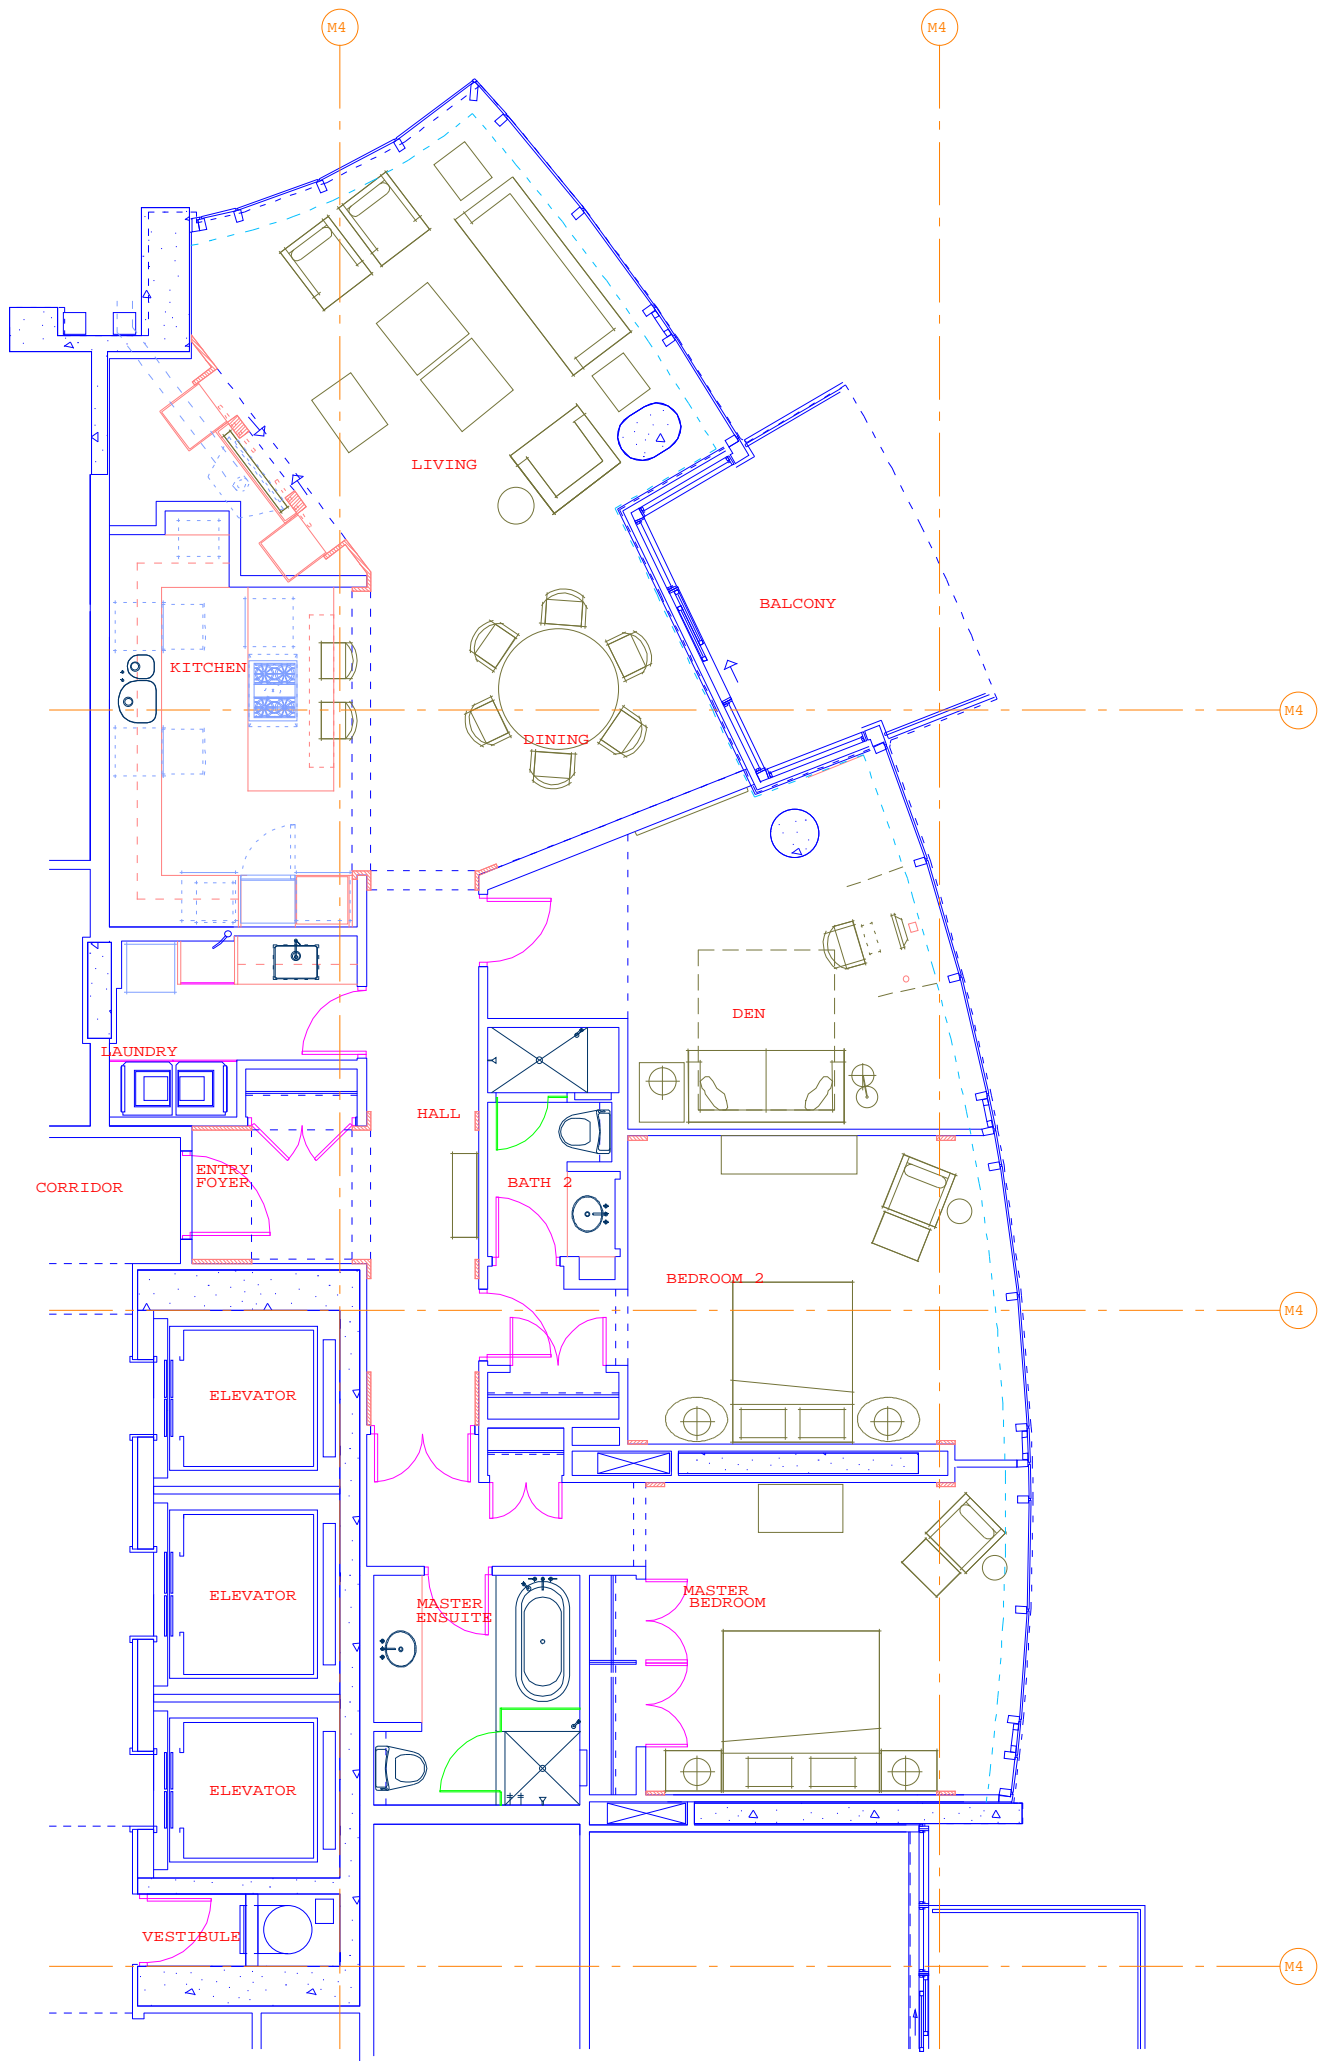 M4
M4
LIVING
BALCONY
KITCHEN
M4
DINING
DEN
LAUNDRY
HALL
ENTRY
FOYER
BATH 2
CORRIDOR
BEDROOM 2
M4
ELEVATOR
MASTER
BEDROOM
ELEVATOR
MASTER
ENSUITE
ELEVATOR
VESTIBULE
M4